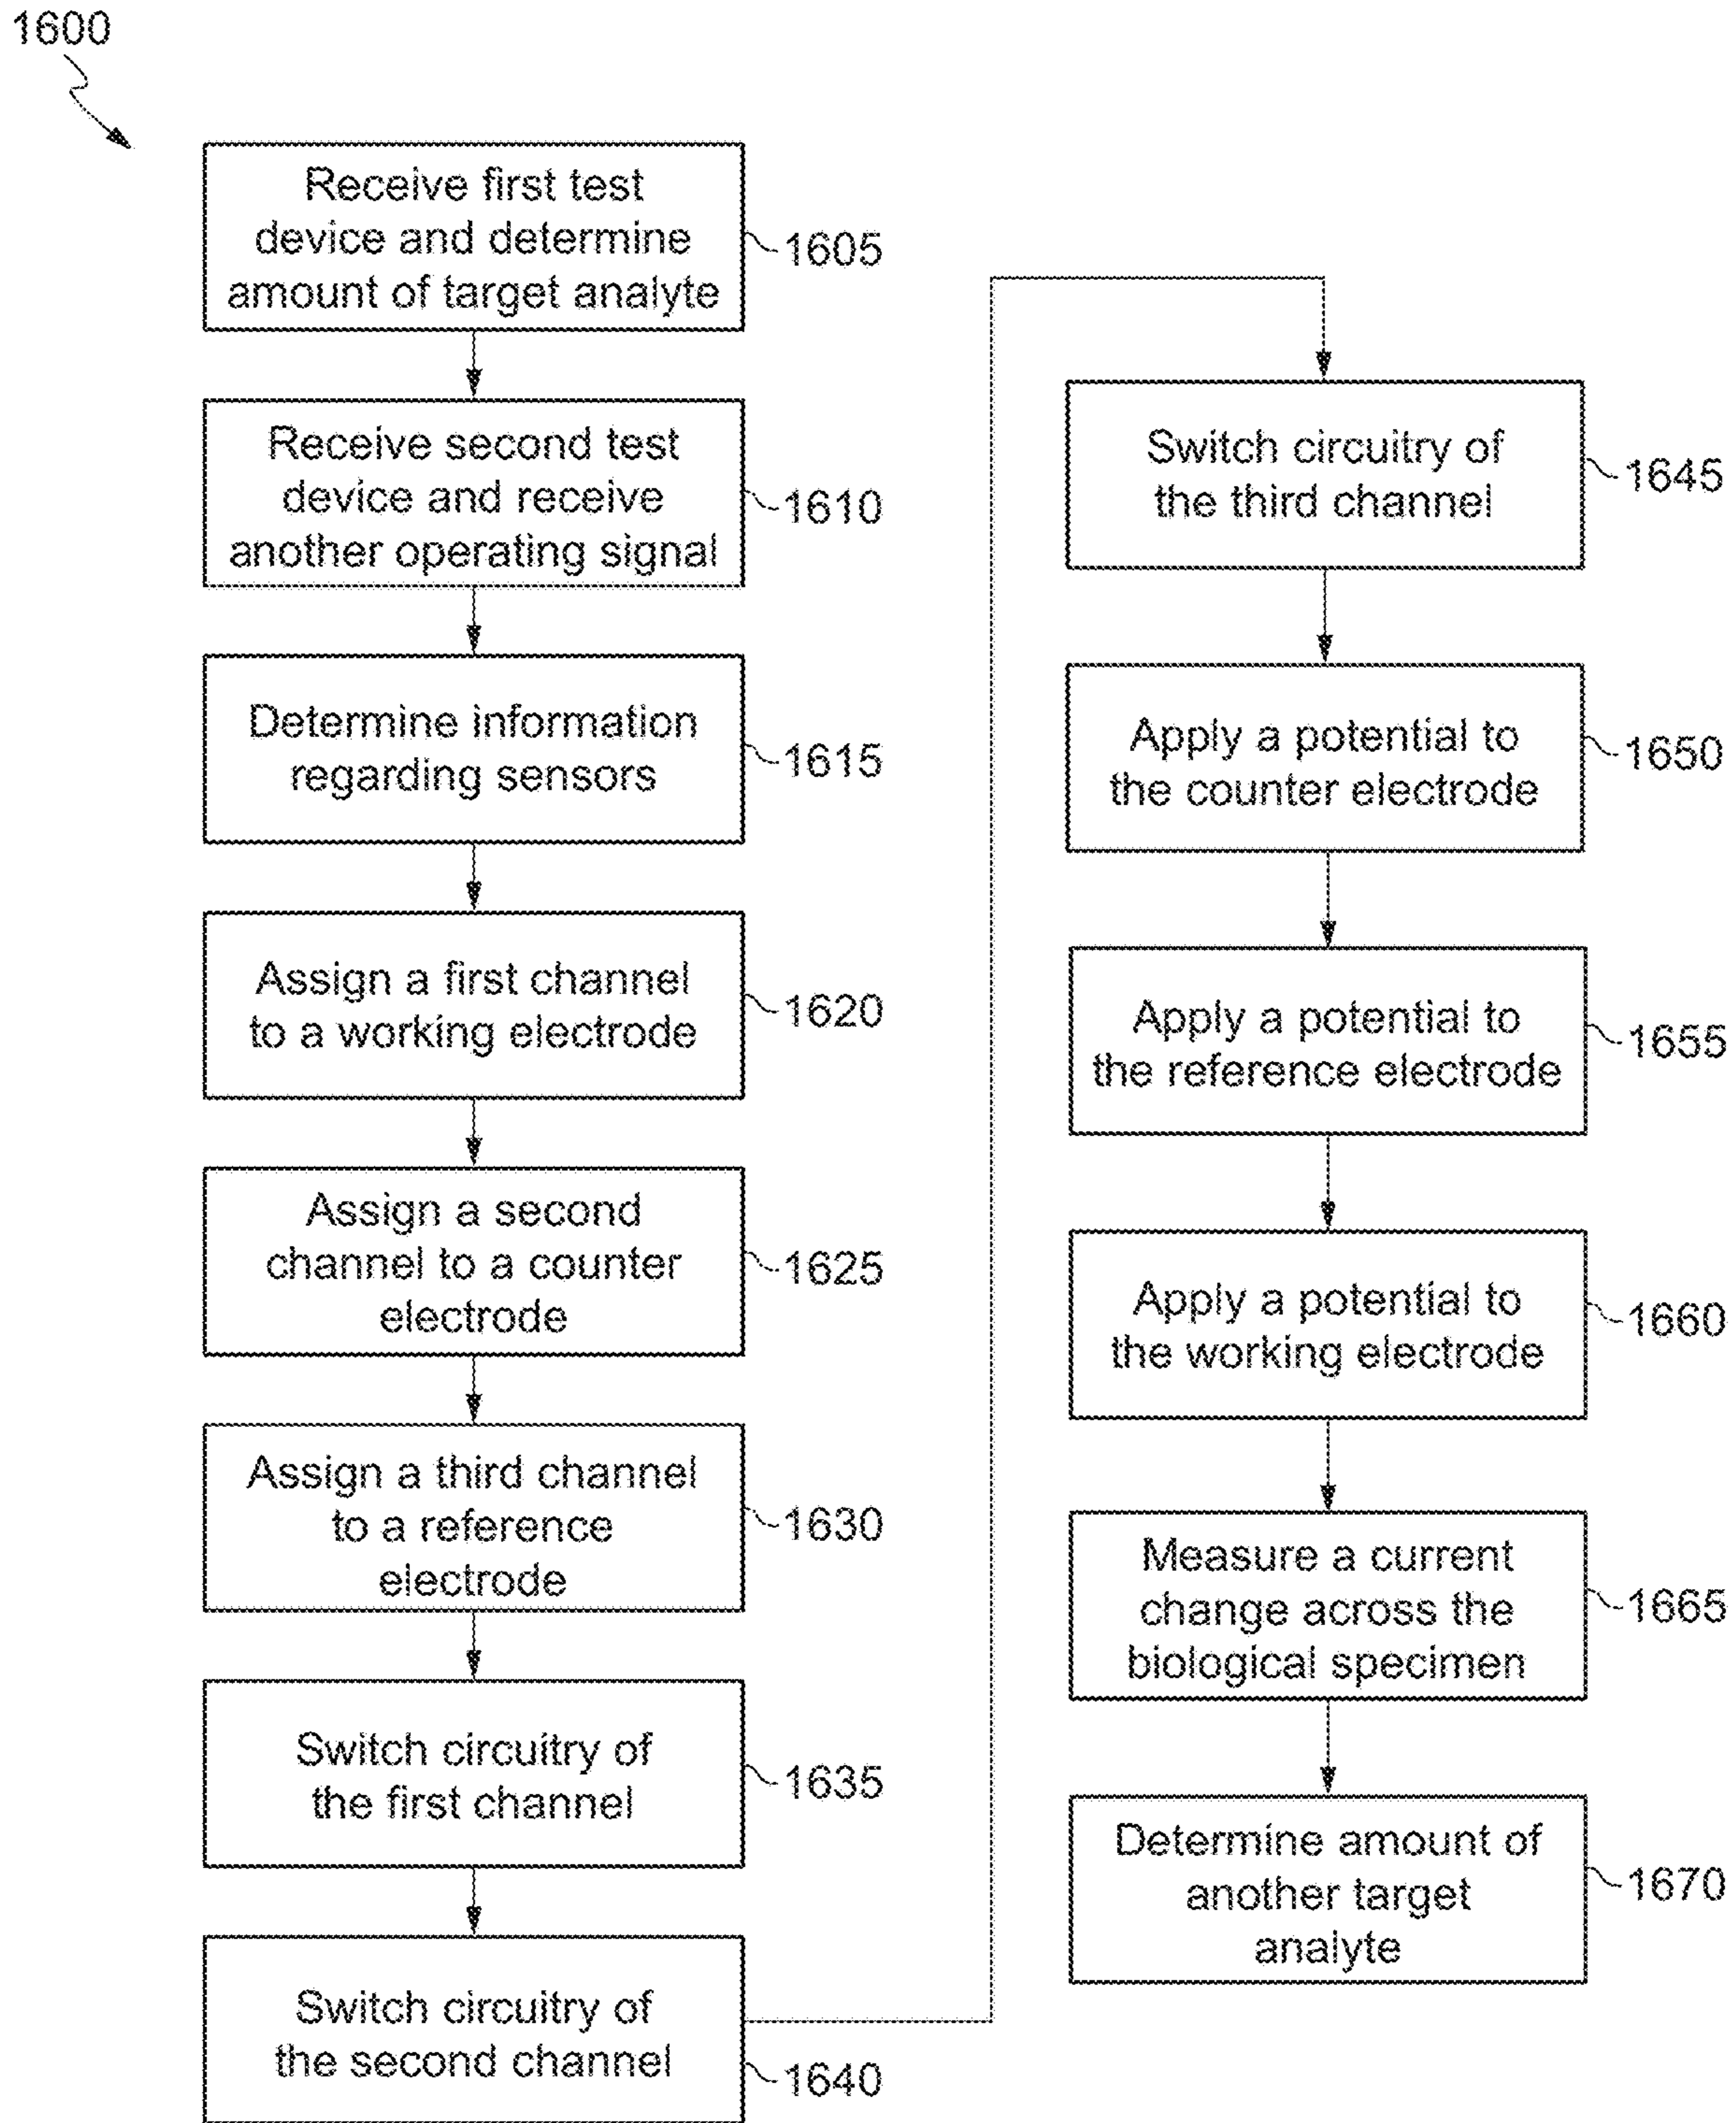 1600
Receive first test
device and determine
amount of target analyte
1605
Receive second test
device and receive
another operating signal
1610
Determine information
regarding sensors
1615
Assign a first channel
to a working electrode
1620
Assign a second
channel to a counter
electrode
1625
Assign a third channel
to a reference
electrode
1630
Switch circuitry of
the first channel
1635
Switch circuitry of
the second channel
1640
Switch circuitry of
the third channel
1645
Apply a potential to
the counter electrode
1650
Apply a potential to
the reference electrode
1655
Apply a potential to
the working electrode
1660
Measure a current
change across the
biological specimen
1665
Determine amount of
another target
analyte
1670